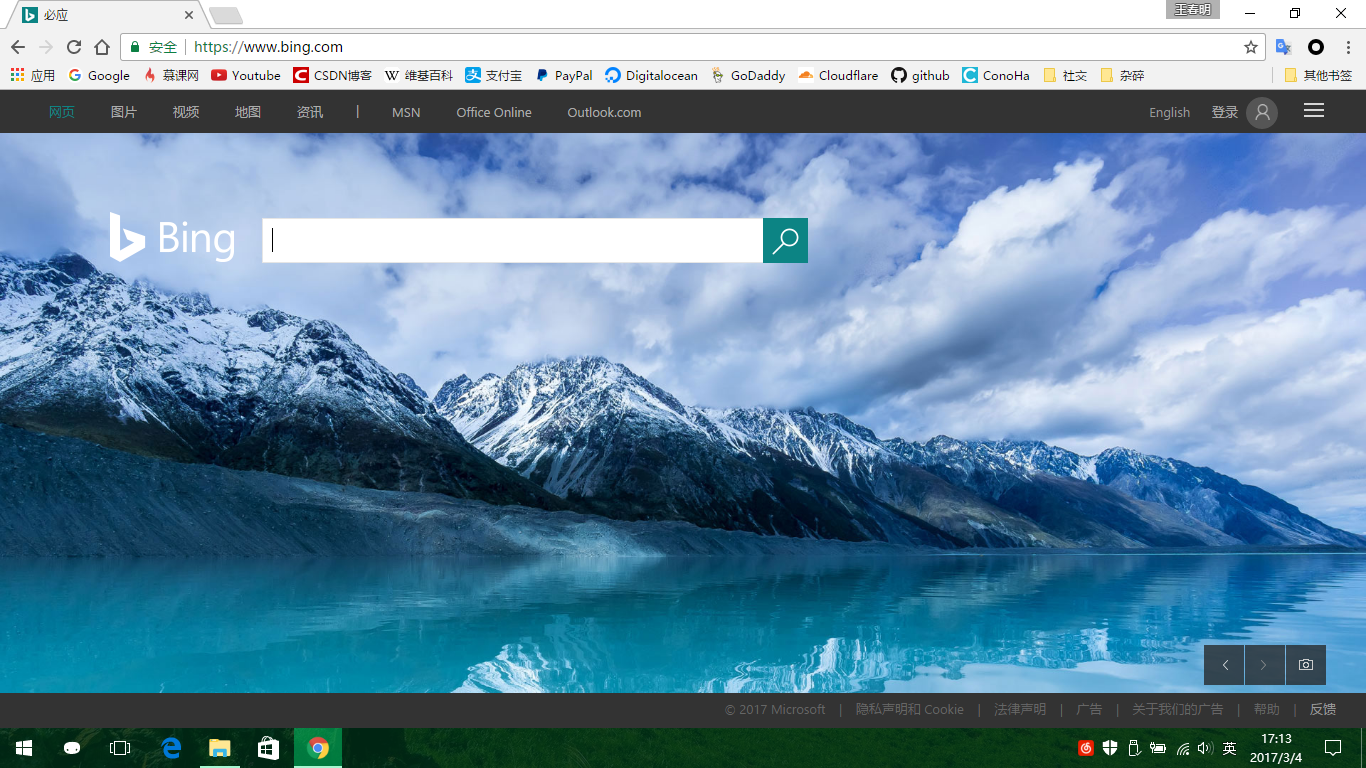 必应
王春明
安全 https://www.bing.com
应用 Google 慕课网 Youtube CSDN博客 维基百科 支付宝 PayPal Digitalocean GoDaddy Cloudflare github ConoHa 社交 杂碎 其他书签
网页 图片 视频 地图 资讯 | MSN Office Online Outlook.com English 登录
Bing
© 2017 Microsoft | 隐私声明和 Cookie | 法律声明 | 广告 | 关于我们的广告 | 帮助 | 反馈
英 17:13
2017/3/4